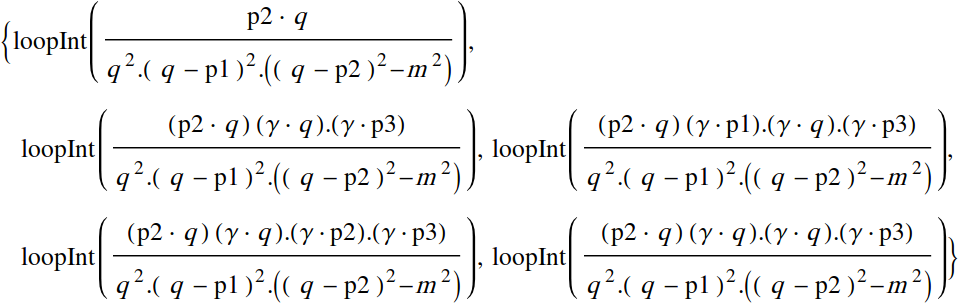 {loopInt( p2 · q / q^2.( q − p1 )^2.(( q − p2 )^2−m^2) ),
loopInt( (p2 · q) (γ · q).(γ · p3) / q^2.( q − p1 )^2.(( q − p2 )^2−m^2) ), loopInt( (p2 · q) (γ · p1).(γ · q).(γ · p3) / q^2.( q − p1 )^2.(( q − p2 )^2−m^2) ),
loopInt( (p2 · q) (γ · q).(γ · p2).(γ · p3) / q^2.( q − p1 )^2.(( q − p2 )^2−m^2) ), loopInt( (p2 · q) (γ · q).(γ · q).(γ · p3) / q^2.( q − p1 )^2.(( q − p2 )^2−m^2) )}